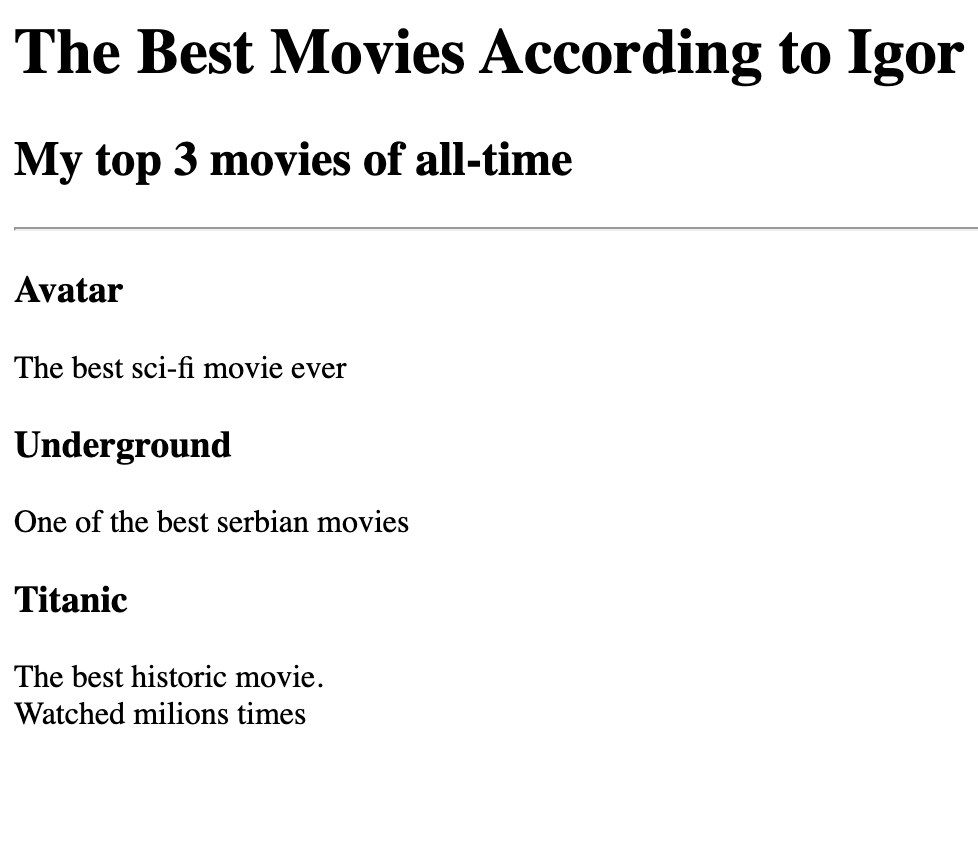 The Best Movies According to Igor
My top 3 movies of all-time
Avatar
The best sci-fi movie ever
Underground
One of the best serbian movies
Titanic
The best historic movie.
Watched milions times